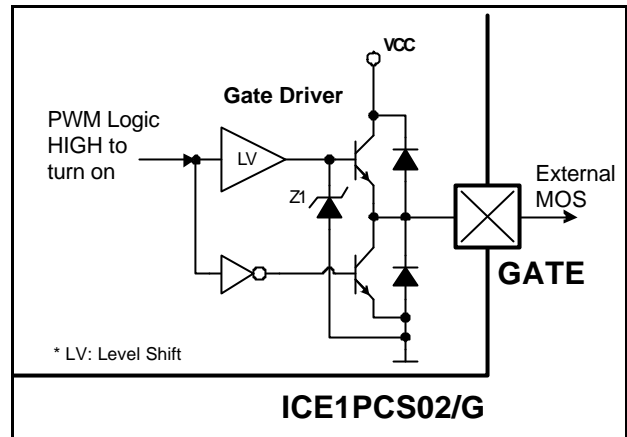 VCC
Gate Driver
PWM Logic
HIGH to
turn on
LV
Z1
External
MOS
GATE
* LV: Level Shift
ICE1PCS02/G